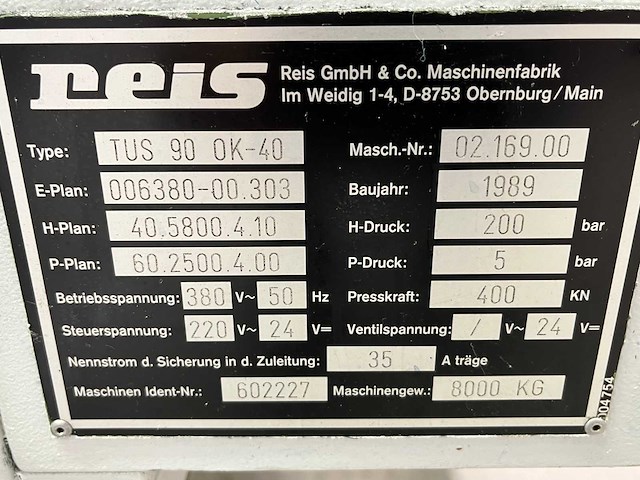 reis
Reis GmbH & Co. Maschinenfabrik
Im Weidig 1-4, D-8753 Obernburg/Main
Type: TUS 90 OK-40 Masch.-Nr.: 02.169.00
E-Plan: 006380-00.303 Baujahr: 1989
H-Plan: 40.5800.4.10 H-Druck: 200 bar
P-Plan: 60.2500.4.00 P-Druck: 5 bar
Betriebsspannung: 380 V~ 50 Hz Presskraft: 400 KN
Steuerspannung: 220 V~ 24 V= Ventilspannung: / V~ 24 V=
Nennstrom d. Sicherung in d. Zuleitung: 35 A träge
Maschinen Ident-Nr.: 602227 Maschinengew.: 8000 KG